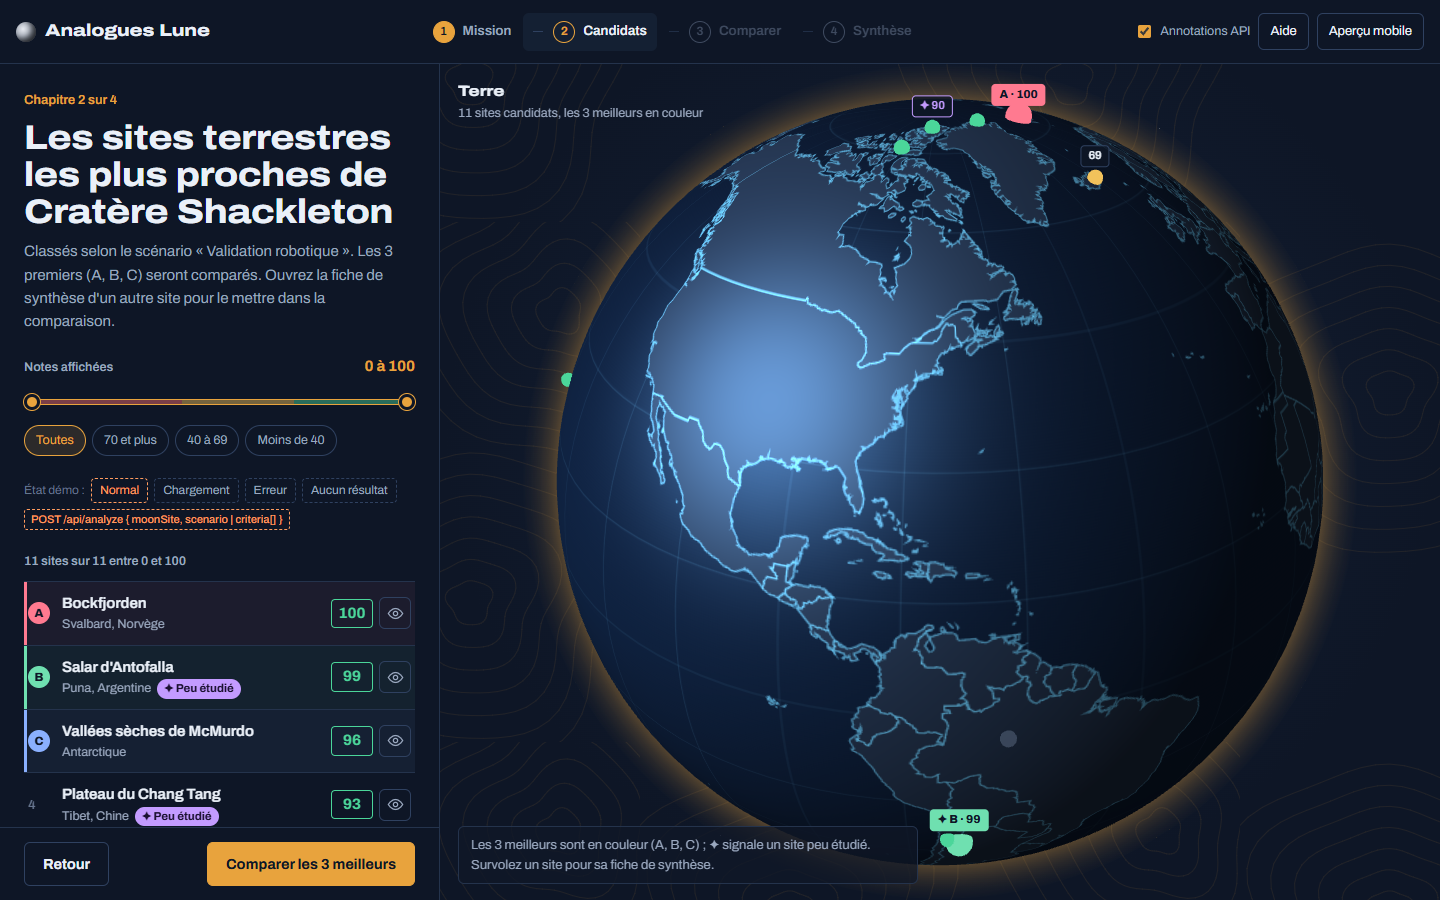 Analogues Lune
1 Mission
2 Candidats
3 Comparer
4 Synthèse
Annotations API
Aide
Aperçu mobile
Chapitre 2 sur 4
Les sites terrestres
les plus proches de
Cratère Shackleton
Classés selon le scénario « Validation robotique ». Les 3
premiers (A, B, C) seront comparés. Ouvrez la fiche de
synthèse d'un autre site pour le mettre dans la
comparaison.
Notes affichées
0 à 100
Toutes
70 et plus
40 à 69
Moins de 40
État démo :
Normal
Chargement
Erreur
Aucun résultat
POST /api/analyze { moonSite, scenario | criteria[] }
11 sites sur 11 entre 0 et 100
A
Bockfjorden
Svalbard, Norvège
100
B
Salar d'Antofalla
Puna, Argentine
✦ Peu étudié
99
C
Vallées sèches de McMurdo
Antarctique
96
4
Plateau du Chang Tang
Tibet, Chine
✦ Peu étudié
93
Retour
Comparer les 3 meilleurs
Terre
11 sites candidats, les 3 meilleurs en couleur
✦ 90
A · 100
69
✦ B · 99
Les 3 meilleurs sont en couleur (A, B, C) ; ✦ signale un site peu étudié.
Survolez un site pour sa fiche de synthèse.